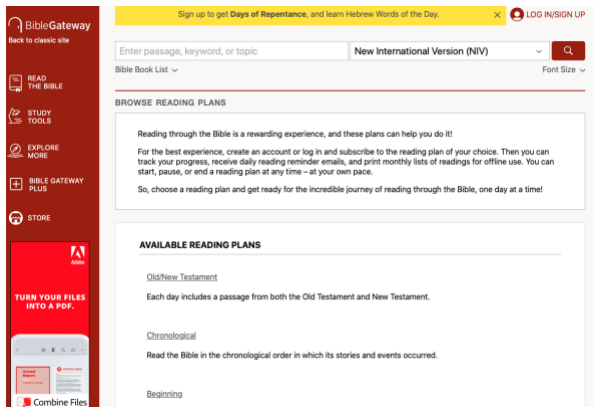 BibleGateway
Back to classic site
READ
THE BIBLE
STUDY
TOOLS
EXPLORE
MORE
BIBLE GATEWAY
PLUS
STORE
Adobe
TURN YOUR FILES
INTO A PDF.
Annual
Report
Combine Files
Sign up to get Days of Repentance, and learn Hebrew Words of the Day.
LOG IN/SIGN UP
Enter passage, keyword, or topic
New International Version (NIV)
Bible Book List
Font Size
BROWSE READING PLANS
Reading through the Bible is a rewarding experience, and these plans can help you do it!
For the best experience, create an account or log in and subscribe to the reading plan of your choice. Then you can
track your progress, receive daily reading reminder emails, and print monthly lists of readings for offline use. You can
start, pause, or end a reading plan at any time – at your own pace.
So, choose a reading plan and get ready for the incredible journey of reading through the Bible, one day at a time!
AVAILABLE READING PLANS
Old/New Testament
Each day includes a passage from both the Old Testament and New Testament.
Chronological
Read the Bible in the chronological order in which its stories and events occurred.
Beginning